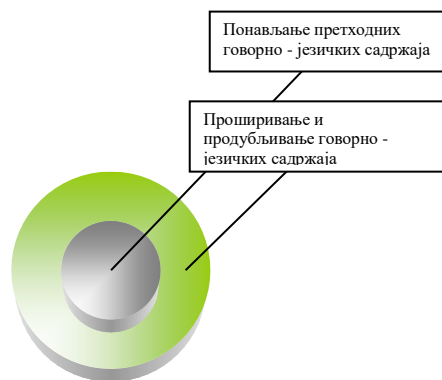 Понављање претходних
говорно - језичких садржаја
Проширивање и
продубљивање говорно -
језичких садржаја